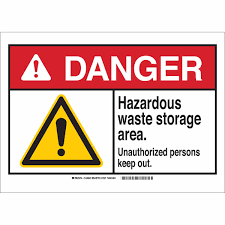 DANGER
Hazardous
waste storage
area.
Unauthorized persons
keep out.